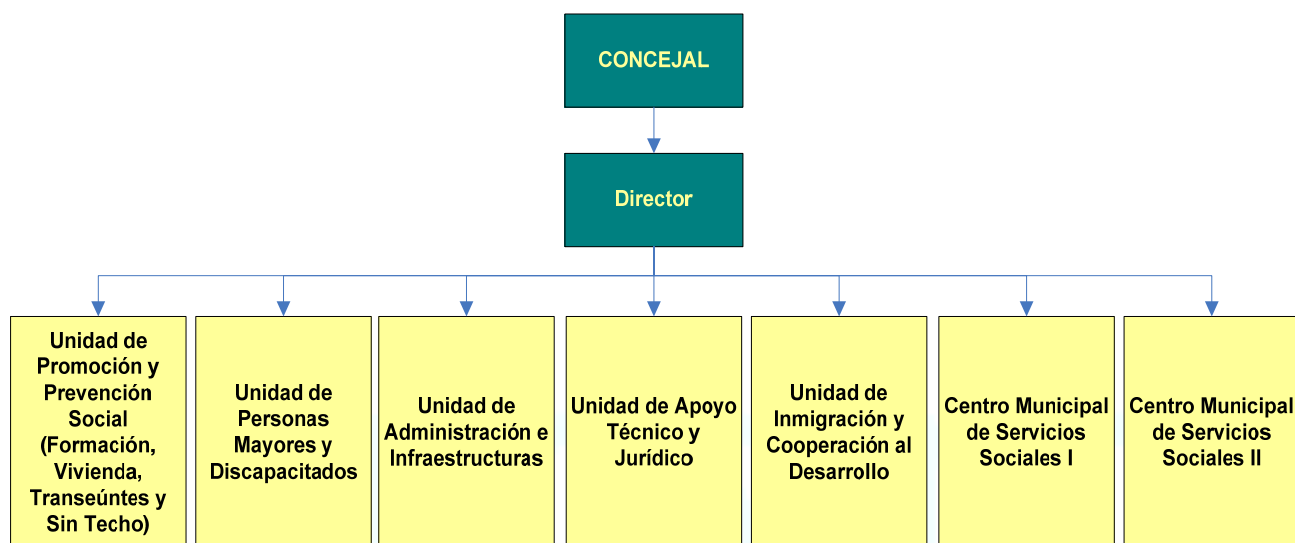 CONCEJAL
Director
Unidad de
Promoción y
Prevención
Social
(Formación,
Vivienda,
Transeúntes y
Sin Techo)
Unidad de
Personas
Mayores y
Discapacitados
Unidad de
Administración e
Infraestructuras
Unidad de Apoyo
Técnico y
Jurídico
Unidad de
Inmigración y
Cooperación al
Desarrollo
Centro Municipal
de Servicios
Sociales I
Centro Municipal
de Servicios
Sociales II